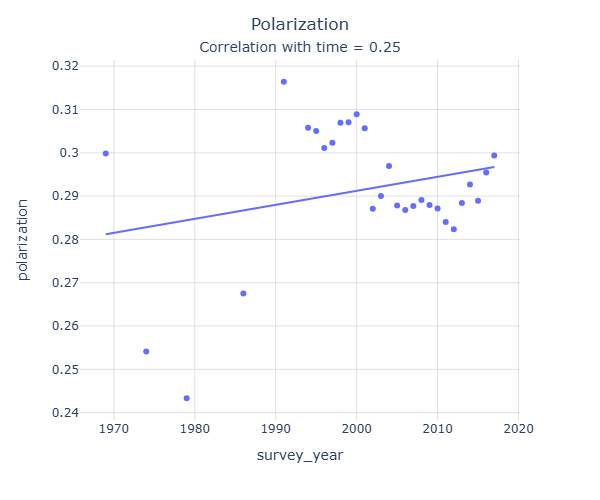 Polarization
Correlation with time = 0.25
0.32
0.31
0.3
0.29
0.28
0.27
0.26
0.25
0.24
polarization
1970 1980 1990 2000 2010 2020
survey_year